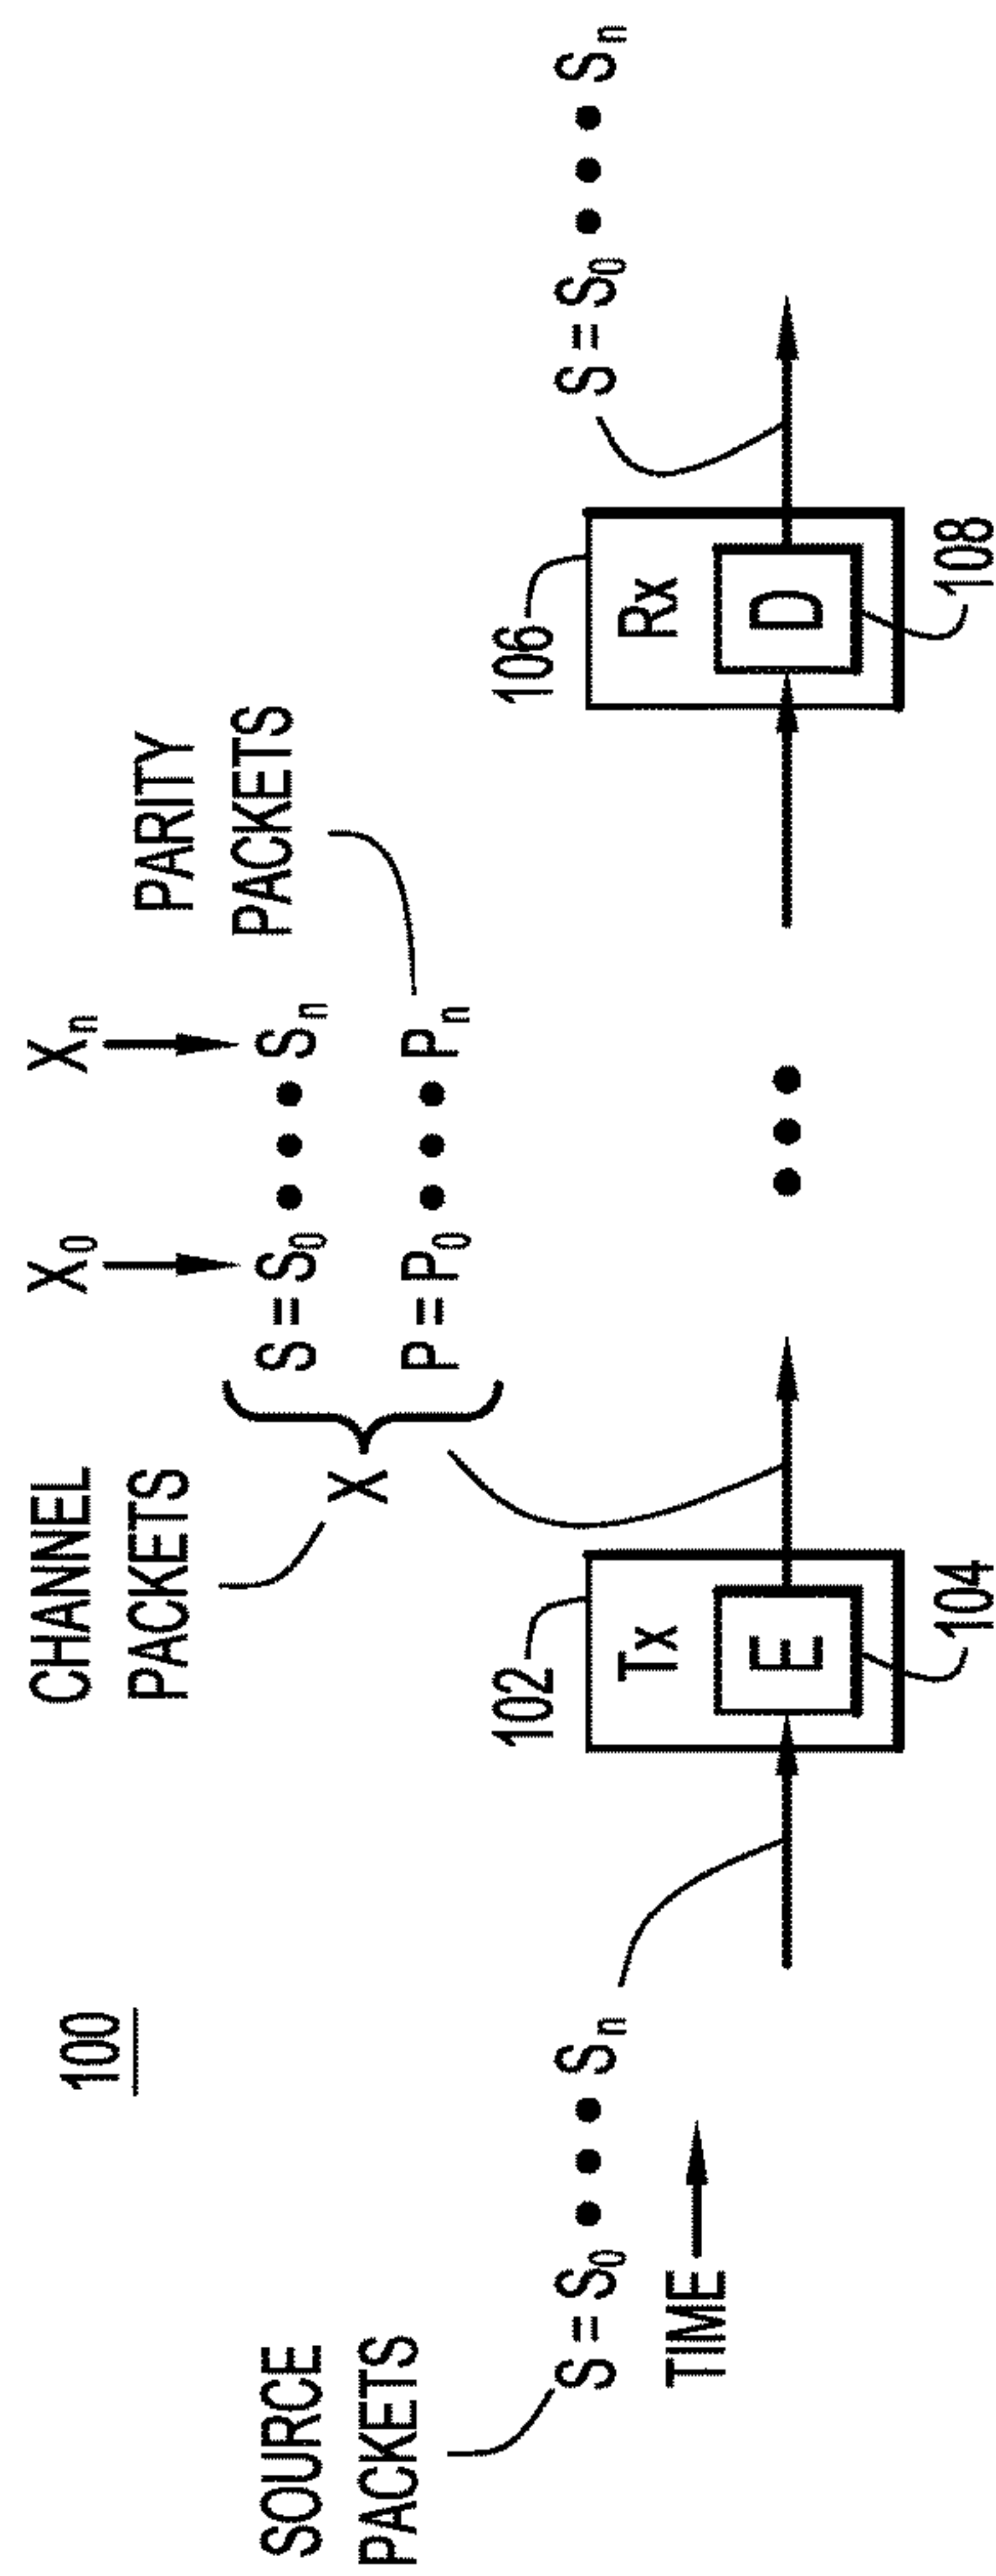 100
SOURCE
PACKETS
S = S0 ● ● ● Sn
TIME
CHANNEL
PACKETS
X
X0
Xn
S = S0 ● ● ● Sn
P = P0 ● ● ● Pn
PARITY
PACKETS
102
Tx
E
104
● ● ●
106
Rx
D
108
S = S0 ● ● ● Sn